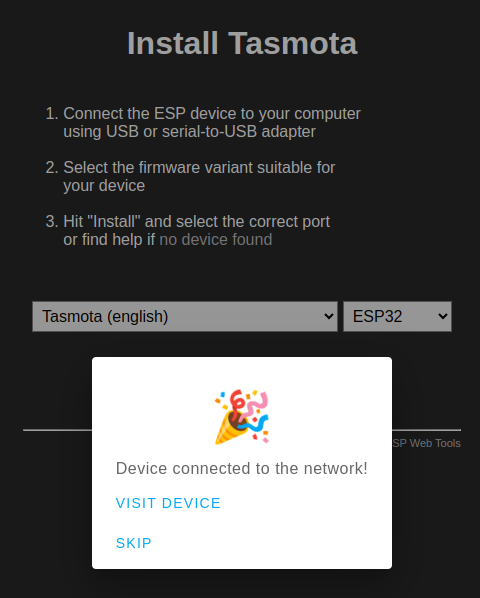 Install Tasmota
1. Connect the ESP device to your computer
using USB or serial-to-USB adapter
2. Select the firmware variant suitable for
your device
3. Hit "Install" and select the correct port
or find help if no device found
Tasmota (english) ESP32
SP Web Tools
Device connected to the network!
VISIT DEVICE
SKIP